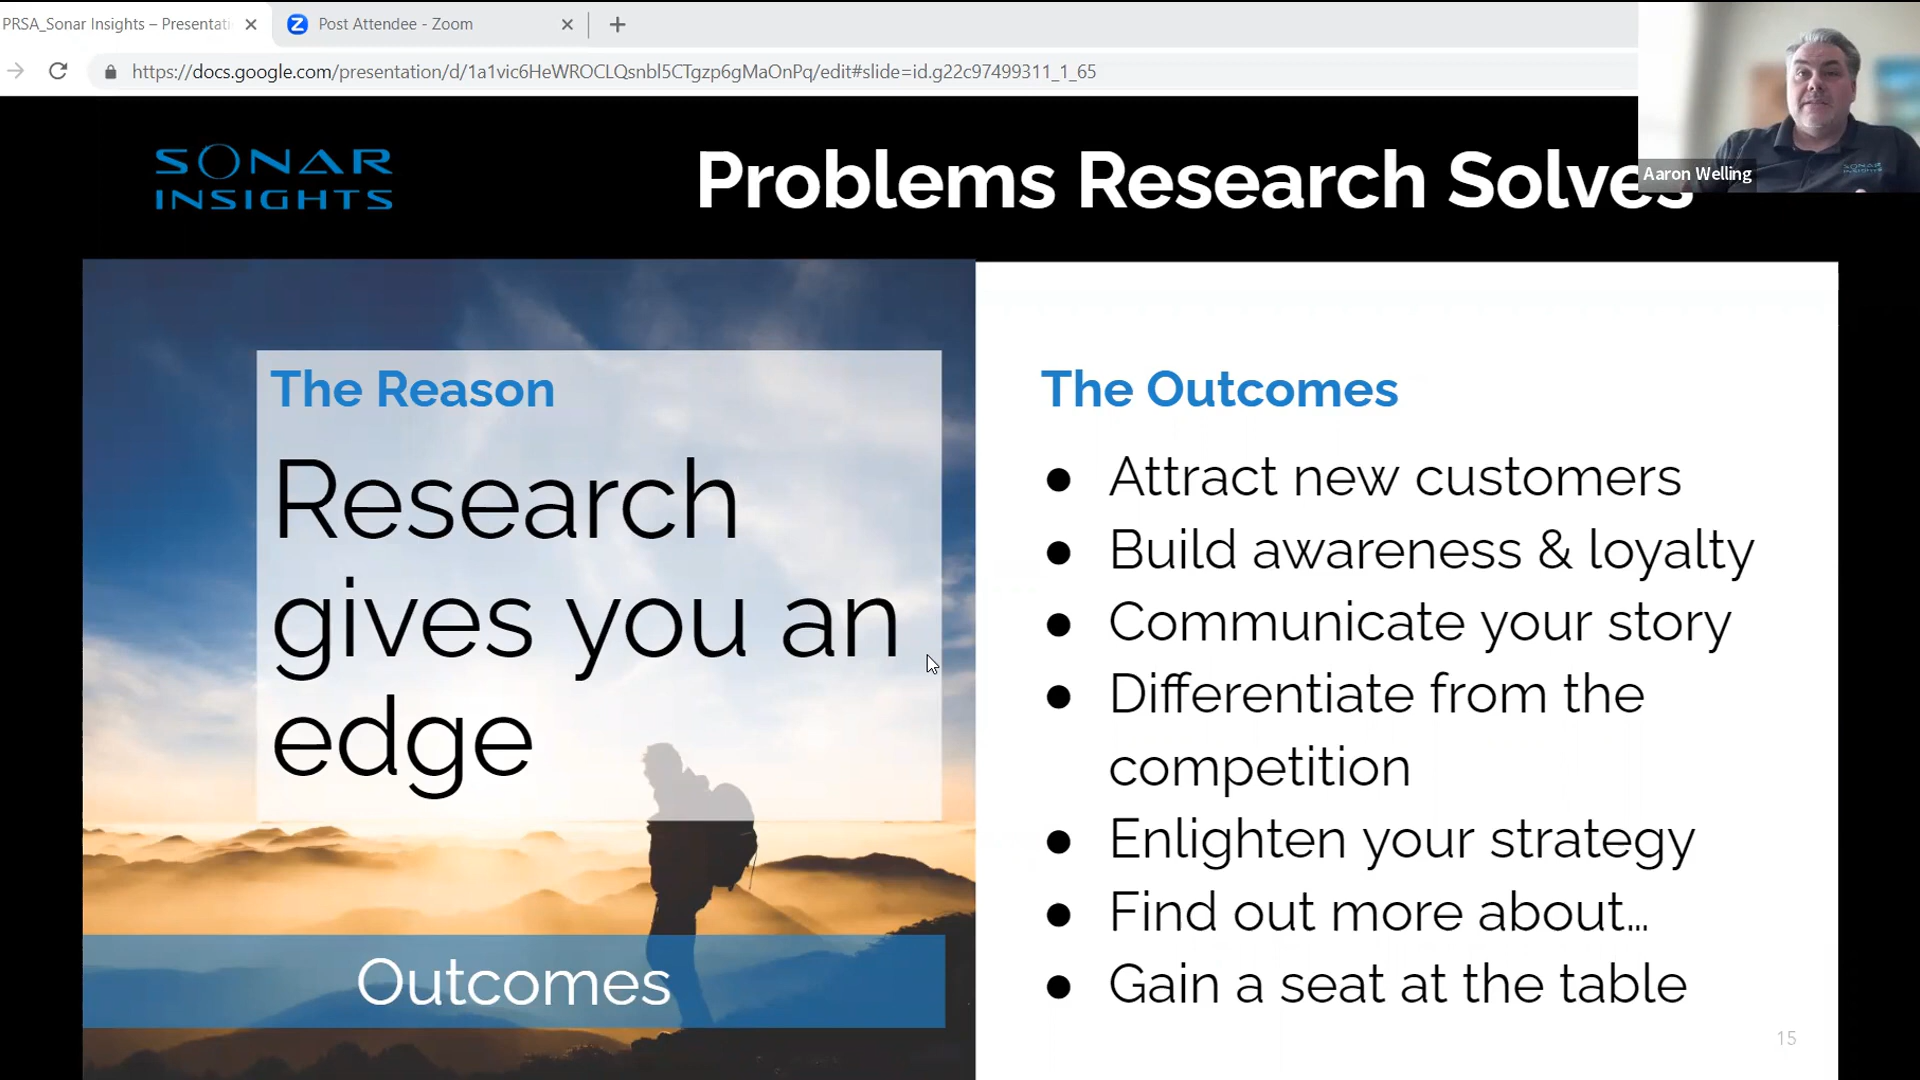 PRSA_Sonar Insights – Presentati
Post Attendee - Zoom
https://docs.google.com/presentation/d/1a1vic6HeWROCLQsnbl5CTgzp6gMaOnPq/edit#slide=id.g22c97499311_1_65
SONAR
INSIGHTS
Problems Research Solves
SONAR
INSIGHTS
Aaron Welling
The Reason
Research
gives you an
edge
Outcomes
The Outcomes
● Attract new customers
● Build awareness & loyalty
● Communicate your story
● Differentiate from the
competition
● Enlighten your strategy
● Find out more about...
● Gain a seat at the table
15